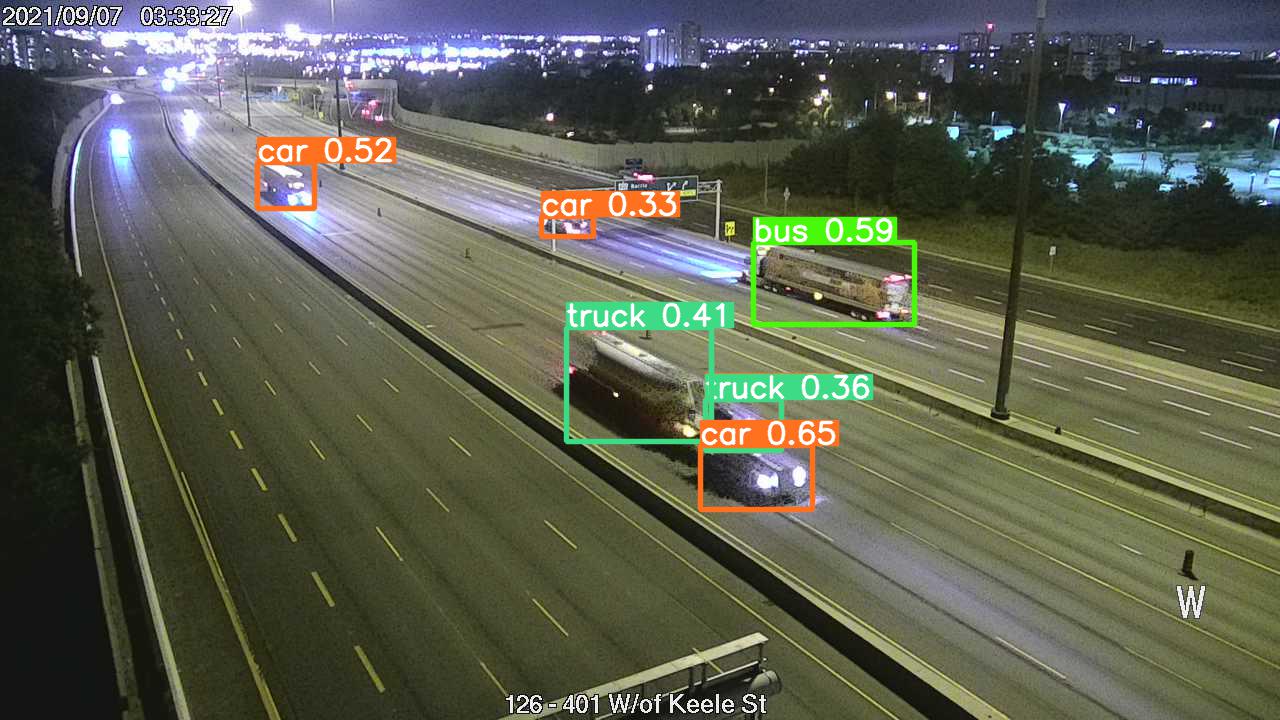 2021/09/07 03:33:27
car 0.52
car 0.33
Barrie
bus 0.59
truck 0.41
truck 0.36
car 0.65
W
126 - 401 W/of Keele St